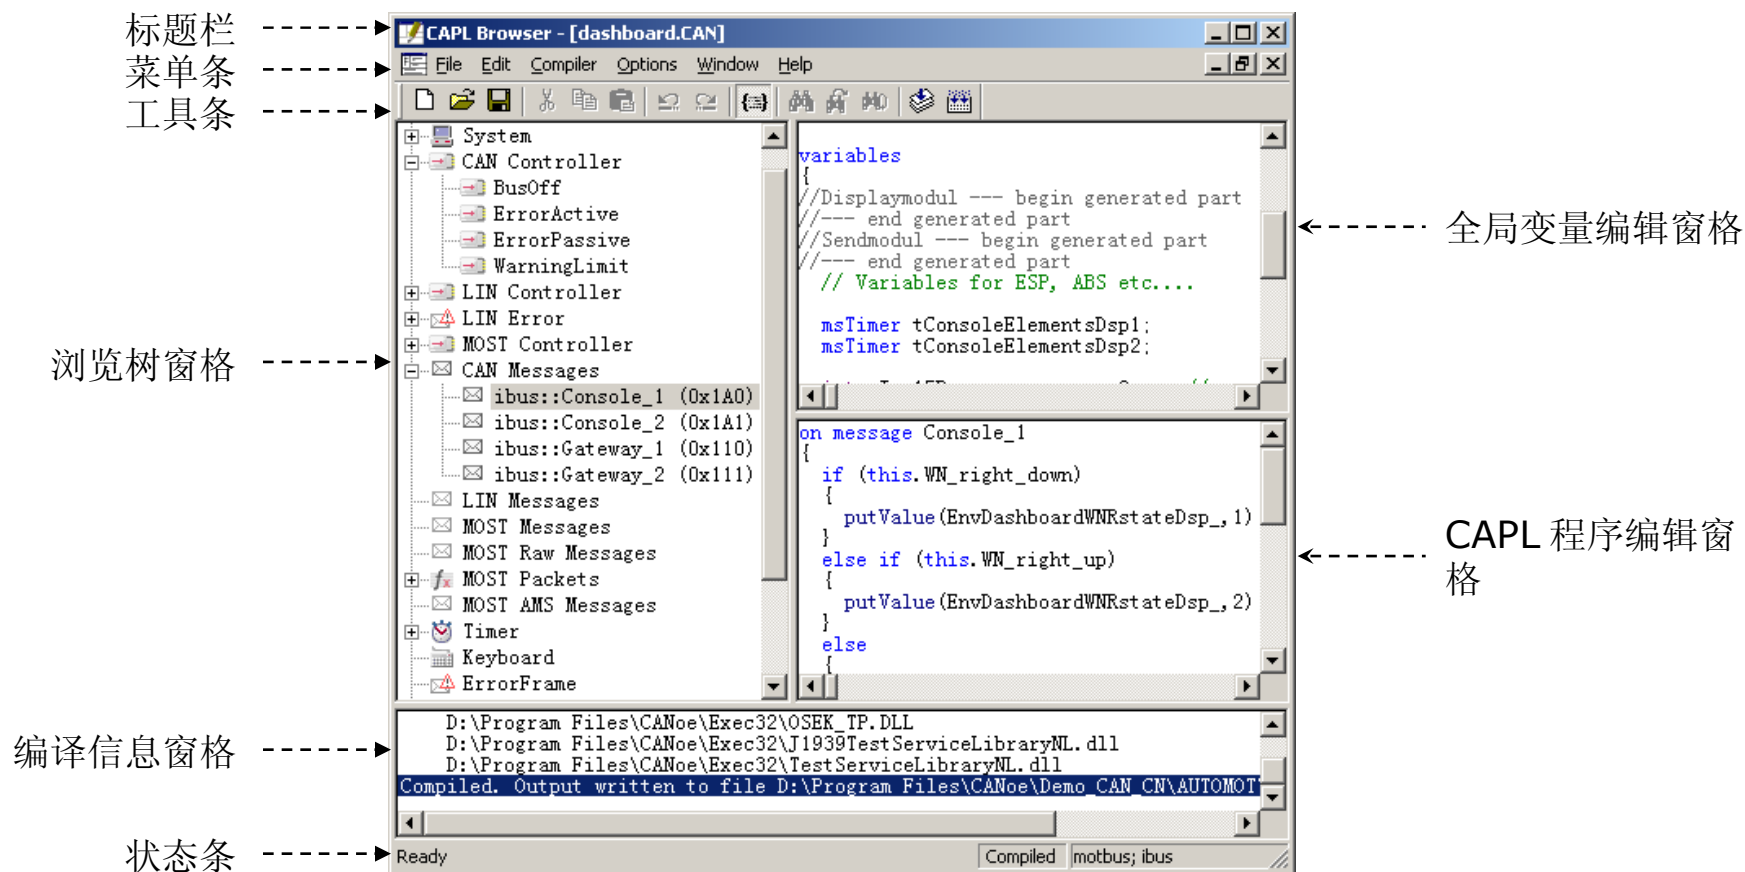 标题栏
菜单条
工具条
浏览树窗格
编译信息窗格
状态条
CAPL Browser - [dashboard.CAN]
File Edit Compiler Options Window Help
System
CAN Controller
BusOff
ErrorActive
ErrorPassive
WarningLimit
LIN Controller
LIN Error
MOST Controller
CAN Messages
ibus::Console_1 (0x1A0)
ibus::Console_2 (0x1A1)
ibus::Gateway_1 (0x110)
ibus::Gateway_2 (0x111)
LIN Messages
MOST Messages
MOST Raw Messages
MOST Packets
MOST AMS Messages
Timer
Keyboard
ErrorFrame
variables
{
//Displaymodul --- begin generated part
//--- end generated part
//Sendmodul --- begin generated part
//--- end generated part
// Variables for ESP, ABS etc....
msTimer tConsoleElementsDsp1;
msTimer tConsoleElementsDsp2;
on message Console_1
{
if (this.WN_right_down)
{
putValue(EnvDashboardWNRstateDsp_,1)
}
else if (this.WN_right_up)
{
putValue(EnvDashboardWNRstateDsp_,2)
}
else
{
D:\Program Files\CANoe\Exec32\OSEK_TP.DLL
D:\Program Files\CANoe\Exec32\J1939TestServiceLibraryNL.dll
D:\Program Files\CANoe\Exec32\TestServiceLibraryNL.dll
Compiled. Output written to file D:\Program Files\CANoe\Demo_CAN_CN\AUTOMOT
Ready Compiled motbus; ibus
全局变量编辑窗格
CAPL 程序编辑窗
格